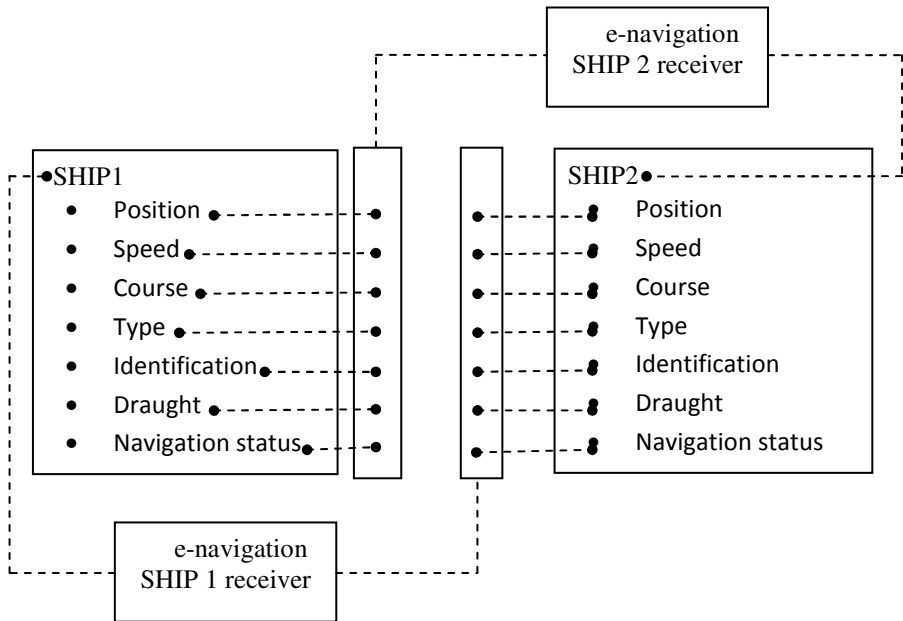 e-navigation
SHIP 2 receiver
SHIP1
Position
Speed
Course
Type
Identification
Draught
Navigation status
SHIP2
Position
Speed
Course
Type
Identification
Draught
Navigation status
e-navigation
SHIP 1 receiver